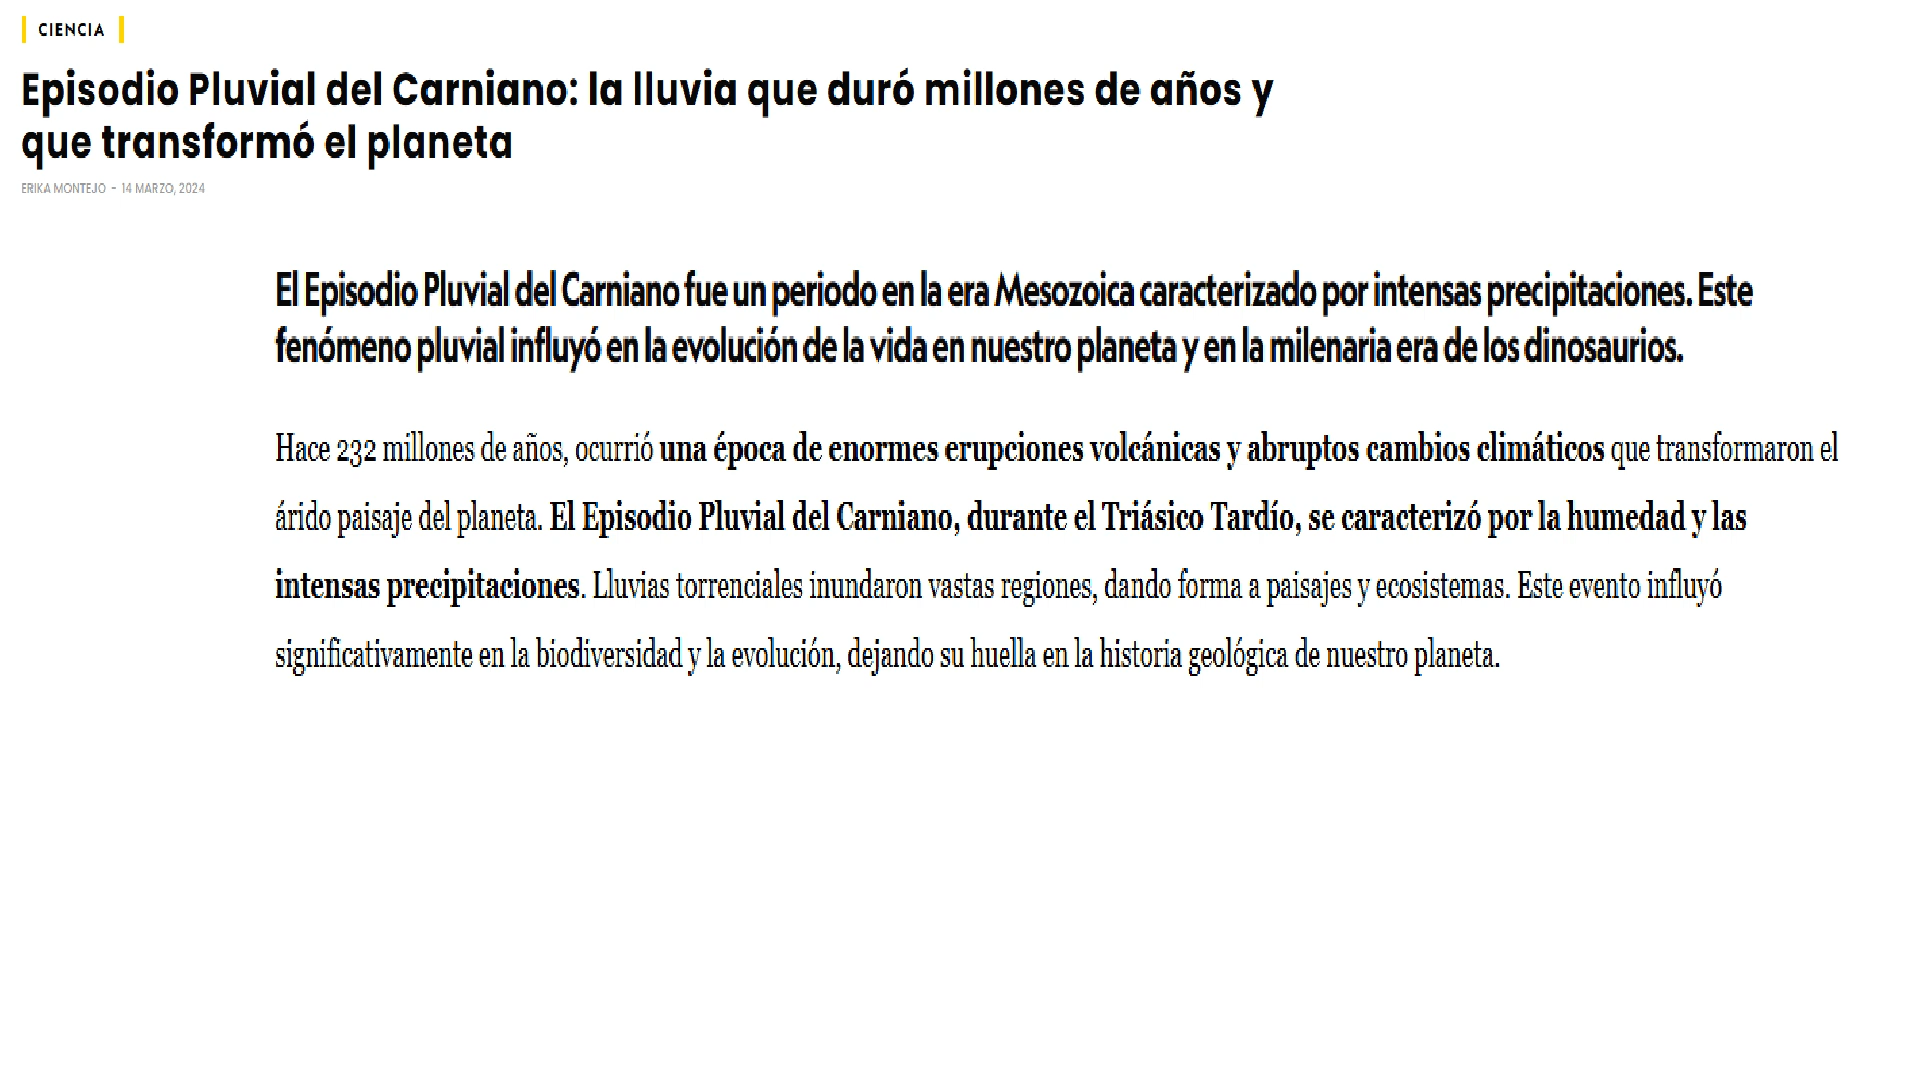 CIENCIA
Episodio Pluvial del Carniano: la lluvia que duró millones de años y
que transformó el planeta
ERIKA MONTEJO - 14 MARZO, 2024
El Episodio Pluvial del Carniano fue un periodo en la era Mesozoica caracterizado por intensas precipitaciones. Este
fenómeno pluvial influyó en la evolución de la vida en nuestro planeta y en la milenaria era de los dinosaurios.
Hace 232 millones de años, ocurrió una época de enormes erupciones volcánicas y abruptos cambios climáticos que transformaron el
árido paisaje del planeta. El Episodio Pluvial del Carniano, durante el Triásico Tardío, se caracterizó por la humedad y las
intensas precipitaciones. Lluvias torrenciales inundaron vastas regiones, dando forma a paisajes y ecosistemas. Este evento influyó
significativamente en la biodiversidad y la evolución, dejando su huella en la historia geológica de nuestro planeta.